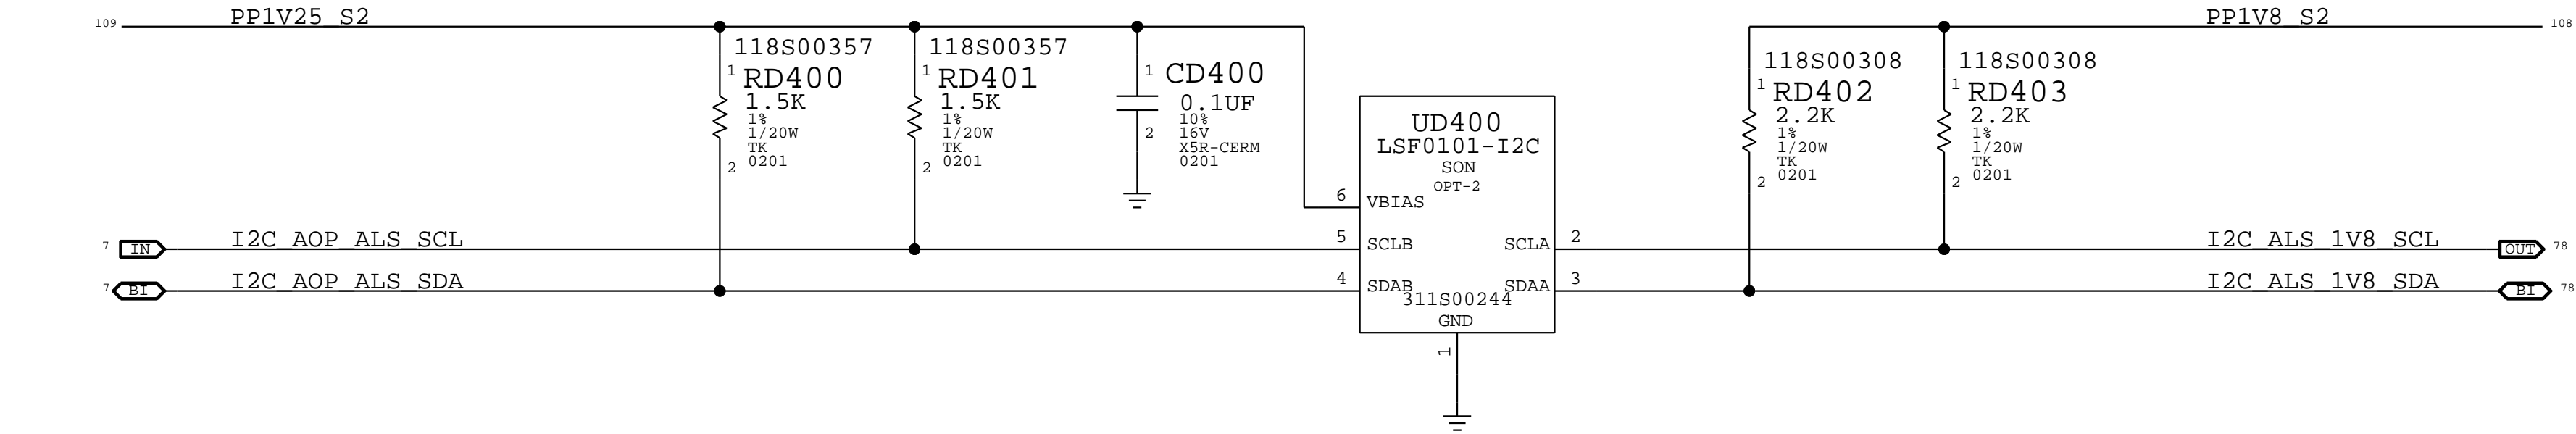 109 PP1V25_S2
PP1V8_S2 108
118S00357
1 RD400
1.5K
1%
1/20W
TK
2 0201
118S00357
1 RD401
1.5K
1%
1/20W
TK
2 0201
1 CD400
0.1UF
10%
2 16V
X5R-CERM
0201
UD400
LSF0101-I2C
SON
OPT-2
6 VBIAS
5 SCLB SCLA 2
4 SDAB SDAA 3
311S00244
GND
1
118S00308
1 RD402
2.2K
1%
1/20W
TK
2 0201
118S00308
1 RD403
2.2K
1%
1/20W
TK
2 0201
7 IN I2C_AOP_ALS_SCL
7 BI I2C_AOP_ALS_SDA
I2C_ALS_1V8_SCL OUT 78
I2C_ALS_1V8_SDA BI 78